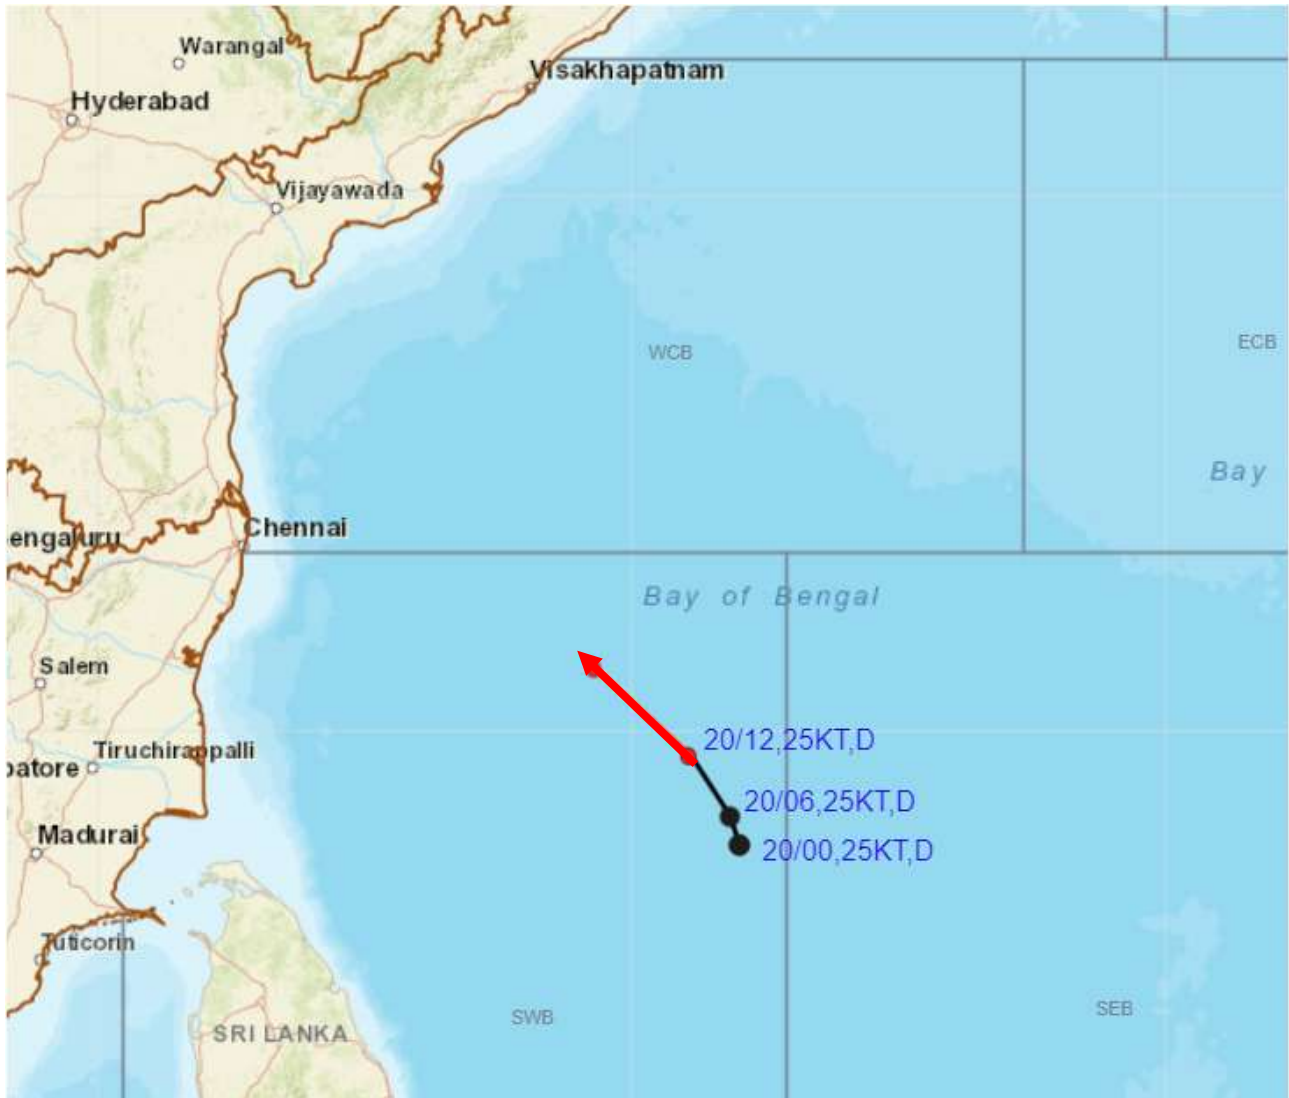 Warangal
Visakhapatnam
Hyderabad
Vijayawada
WCB
ECB
Bay
Chennai
engaluru
Bay of Bengal
Salem
20/12,25KT,D
Tiruchirappalli
patore
20/06,25KT,D
Madurai
20/00,25KT,D
Tuticorin
SWB
SEB
SRI LANKA